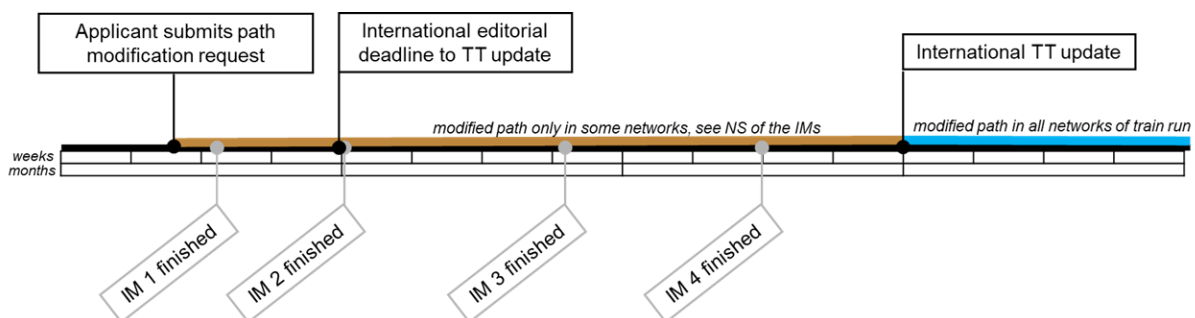 Applicant submits path
modification request
International editorial
deadline to TT update
International TT update
modified path only in some networks, see NS of the IMs
modified path in all networks of train run
weeks
months
IM 1 finished
IM 2 finished
IM 3 finished
IM 4 finished